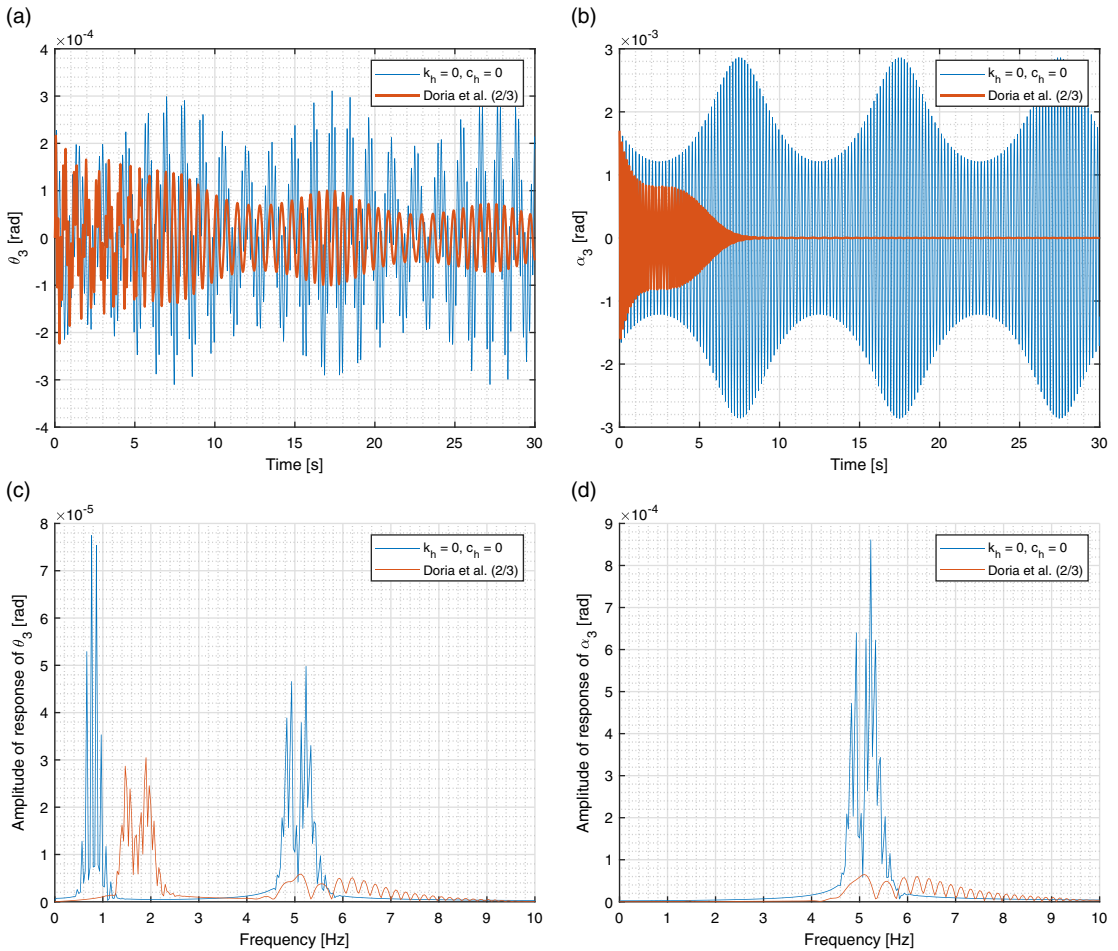 (a)
×10⁻⁴
4
3
2
1
0
-1
-2
-3
-4
θ₃ [rad]
0 5 10 15 20 25 30
Time [s]
k_h = 0, c_h = 0
Doria et al. (2/3)
(b)
×10⁻³
3
2
1
0
-1
-2
-3
α₃ [rad]
0 5 10 15 20 25 30
Time [s]
k_h = 0, c_h = 0
Doria et al. (2/3)
(c)
×10⁻⁵
8
7
6
5
4
3
2
1
0
Amplitude of response of θ₃ [rad]
0 1 2 3 4 5 6 7 8 9 10
Frequency [Hz]
k_h = 0, c_h = 0
Doria et al. (2/3)
(d)
×10⁻⁴
9
8
7
6
5
4
3
2
1
0
Amplitude of response of α₃ [rad]
0 1 2 3 4 5 6 7 8 9 10
Frequency [Hz]
k_h = 0, c_h = 0
Doria et al. (2/3)